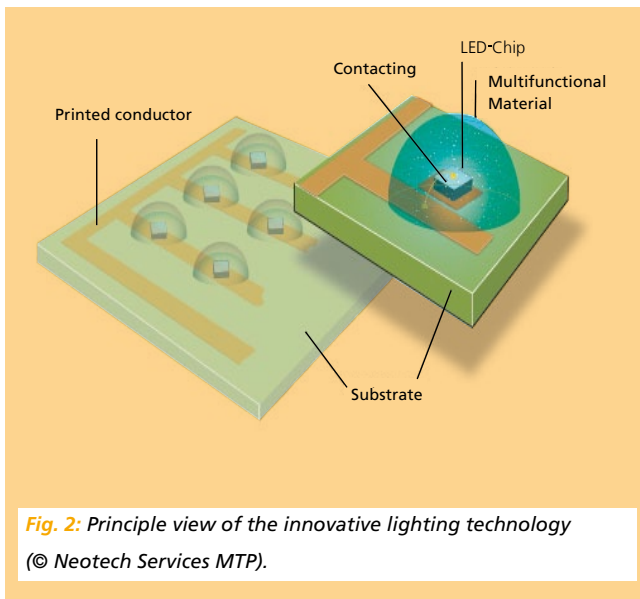 LED-Chip
Contacting
Multifunctional
Material
Printed conductor
Substrate
Fig. 2: Principle view of the innovative lighting technology
(© Neotech Services MTP).